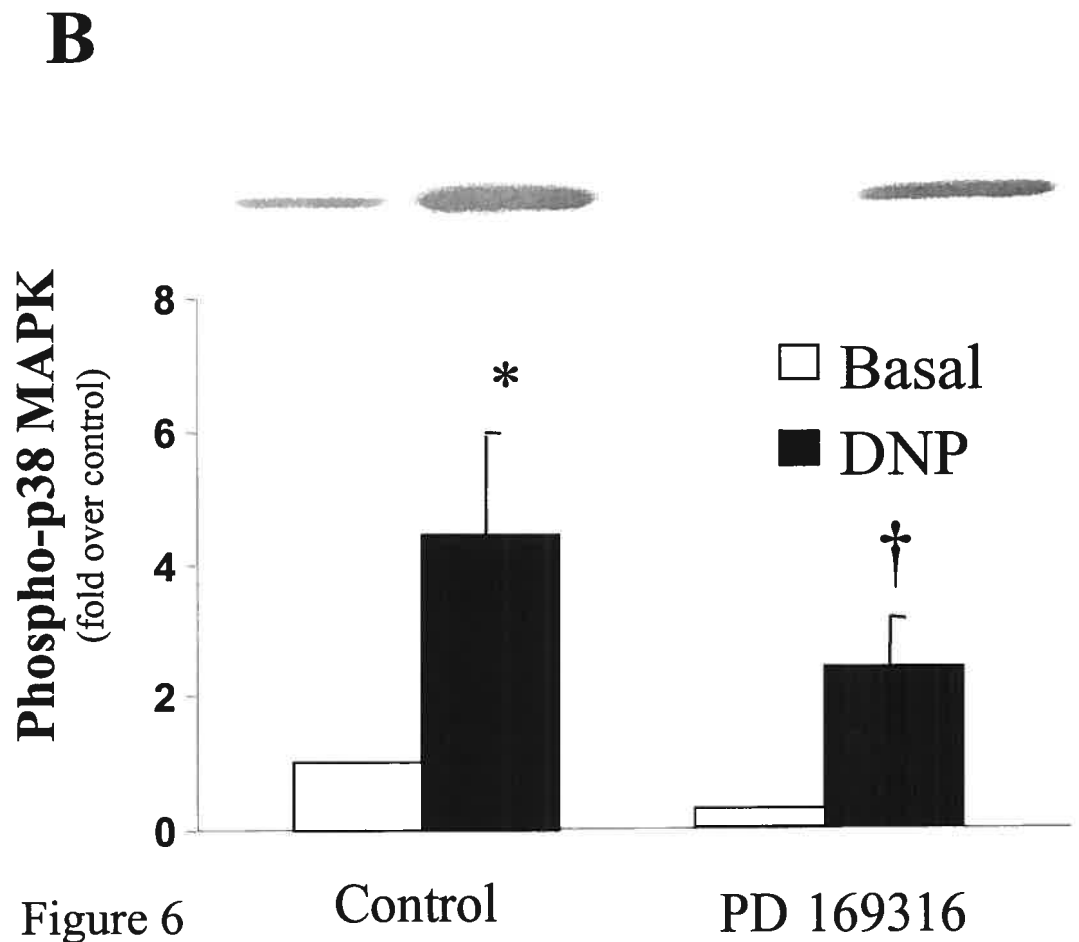 B
Phospho-p38 MAPK
(fold over control)
8
6
4
2
0
*
†
Basal
DNP
Control
PD 169316
Figure 6